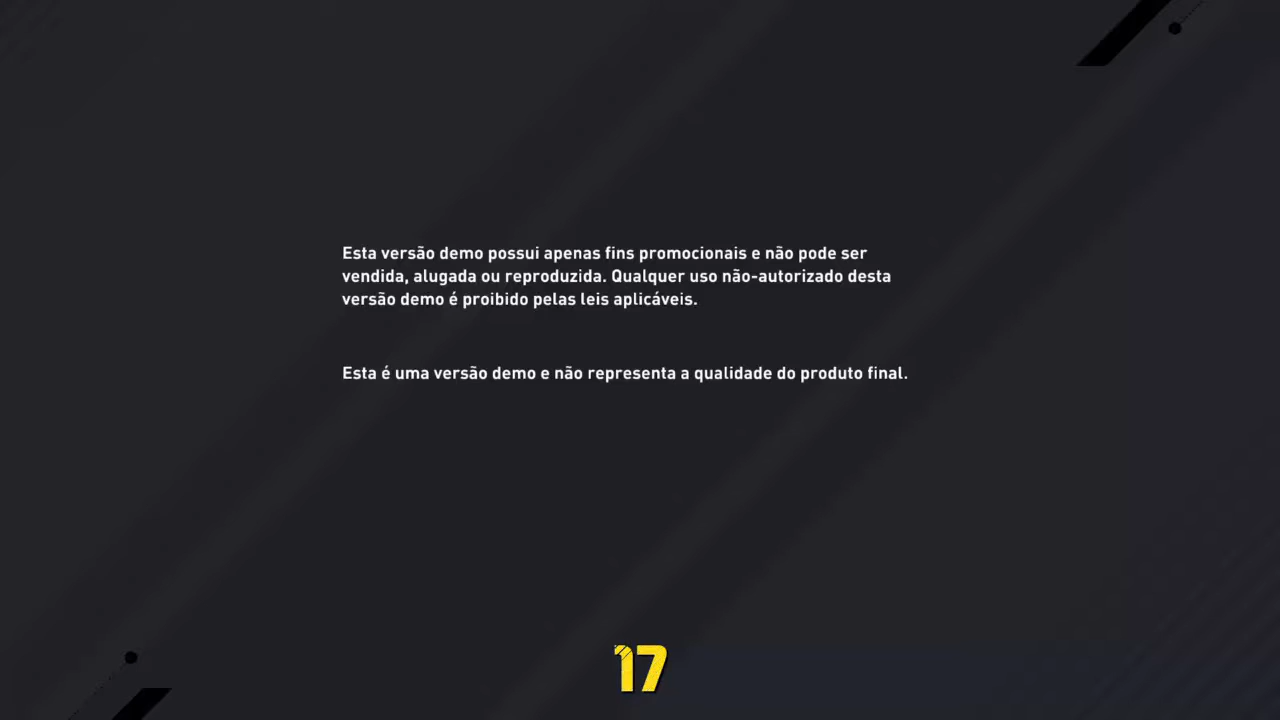 Esta versão demo possui apenas fins promocionais e não pode ser
vendida, alugada ou reproduzida. Qualquer uso não-autorizado desta
versão demo é proibido pelas leis aplicáveis.
Esta é uma versão demo e não representa a qualidade do produto final.
17